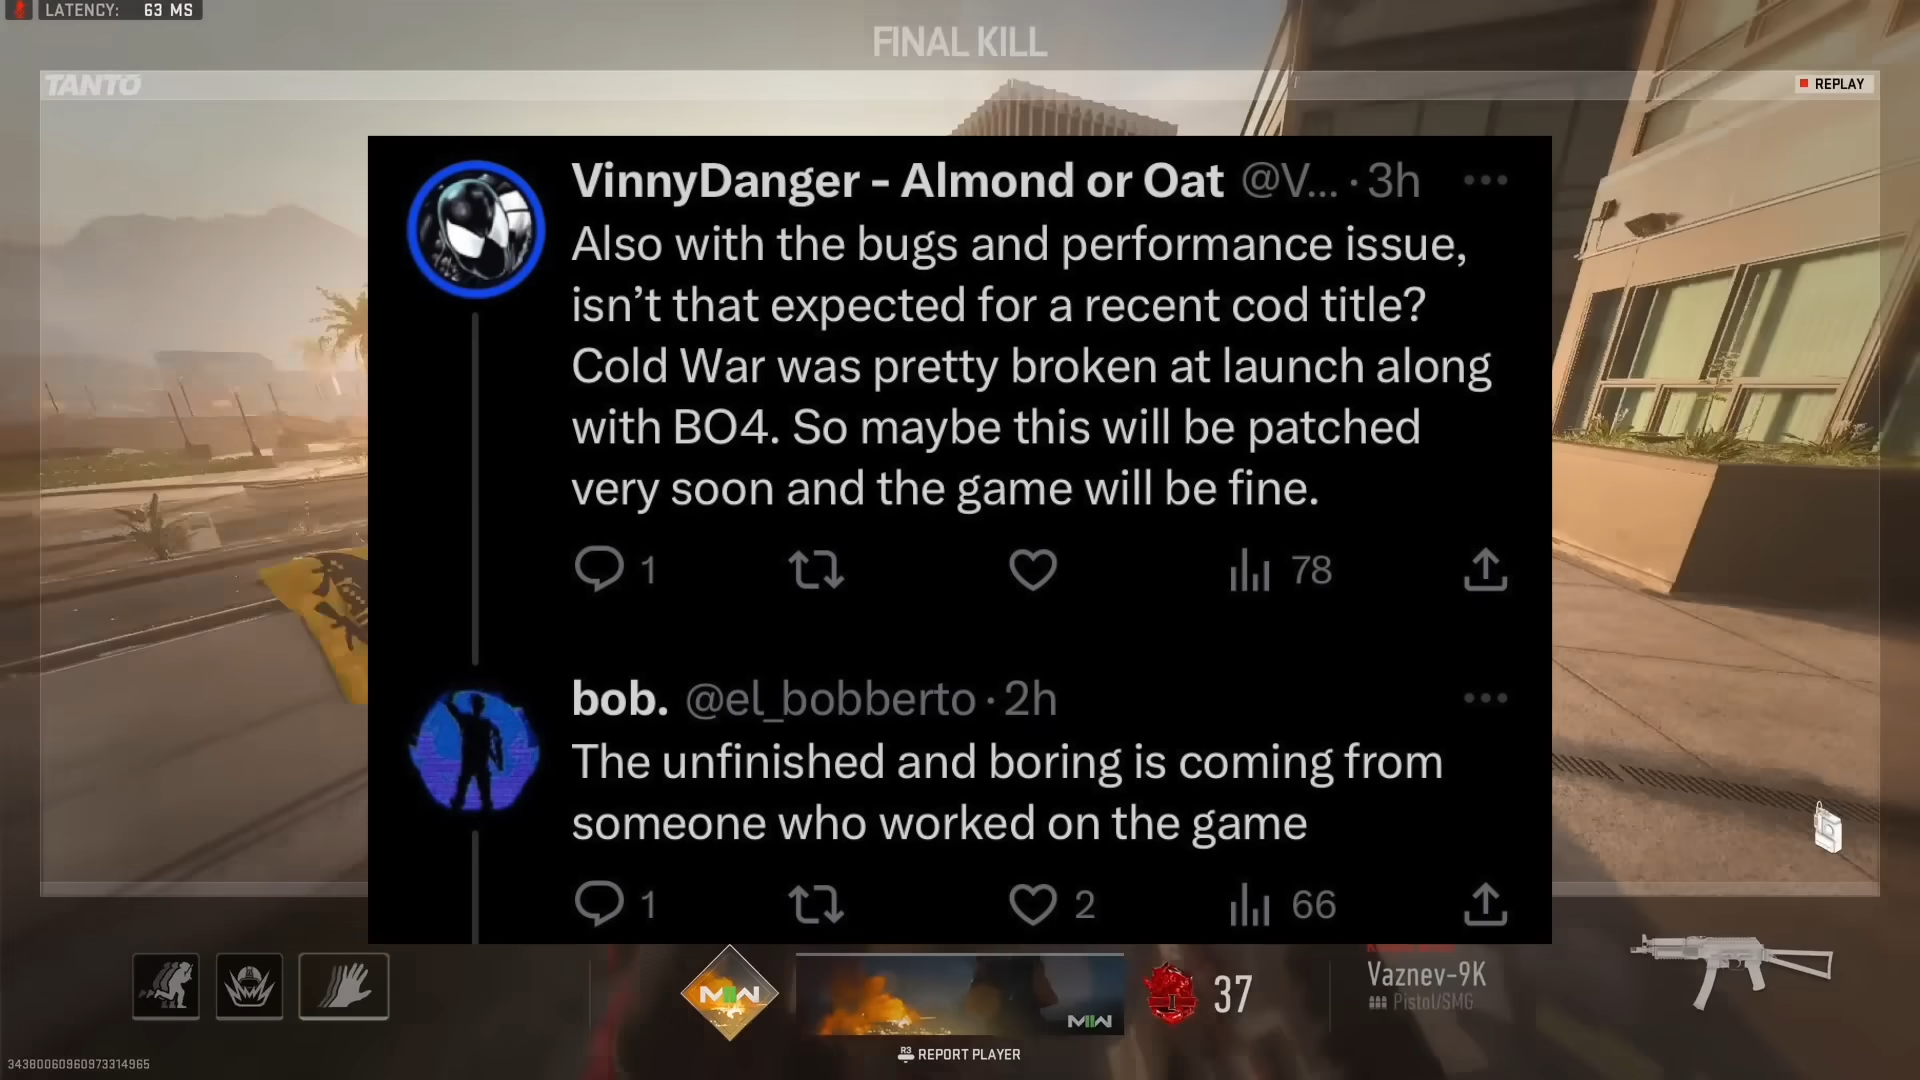 LATENCY: 63 MS
FINAL KILL
TANTO
REPLAY
VinnyDanger - Almond or Oat @V... · 3h
Also with the bugs and performance issue,
isn’t that expected for a recent cod title?
Cold War was pretty broken at launch along
with BO4. So maybe this will be patched
very soon and the game will be fine.
1
78
bob. @el_bobberto · 2h
The unfinished and boring is coming from
someone who worked on the game
1
2
66
MW
MW
I
37
Vaznev-9K
Pistol/SMG
R3 REPORT PLAYER
34380060960973314965